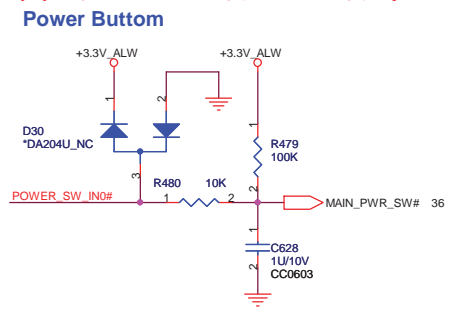 Power Buttom
+3.3V_ALW
+3.3V_ALW
1
2
D30
*DA204U_NC
1
R479
100K
3
R480
10K
2
POWER_SW_IN0#
1
2
MAIN_PWR_SW#
36
1
C628
1U/10V
CC0603
2